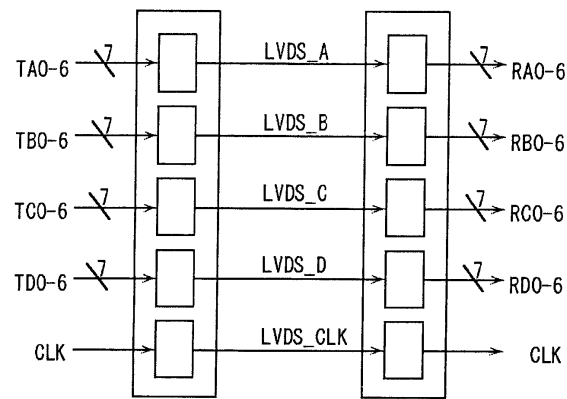 TA0-6 7 LVDS_A 7 RA0-6
TB0-6 7 LVDS_B 7 RB0-6
TC0-6 7 LVDS_C 7 RC0-6
TD0-6 7 LVDS_D 7 RD0-6
CLK LVDS_CLK CLK